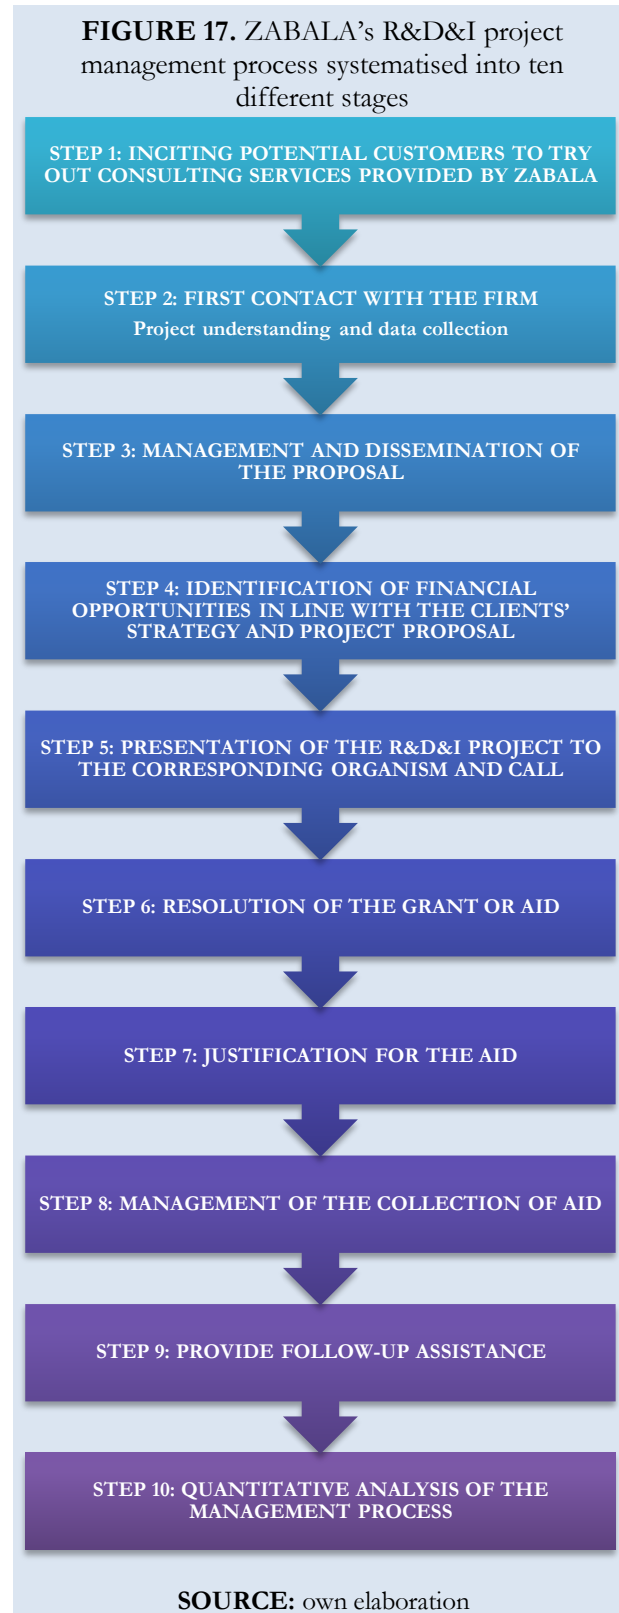 FIGURE 17. ZABALA's R&D&I project
management process systematised into ten
different stages
STEP 1: INCITING POTENTIAL CUSTOMERS TO TRY
OUT CONSULTING SERVICES PROVIDED BY ZABALA
STEP 2: FIRST CONTACT WITH THE FIRM
Project understanding and data collection
STEP 3: MANAGEMENT AND DISSEMINATION OF
THE PROPOSAL
STEP 4: IDENTIFICATION OF FINANCIAL
OPPORTUNITIES IN LINE WITH THE CLIENTS'
STRATEGY AND PROJECT PROPOSAL
STEP 5: PRESENTATION OF THE R&D&I PROJECT TO
THE CORRESPONDING ORGANISM AND CALL
STEP 6: RESOLUTION OF THE GRANT OR AID
STEP 7: JUSTIFICATION FOR THE AID
STEP 8: MANAGEMENT OF THE COLLECTION OF AID
STEP 9: PROVIDE FOLLOW-UP ASSISTANCE
STEP 10: QUANTITATIVE ANALYSIS OF THE
MANAGEMENT PROCESS
SOURCE: own elaboration